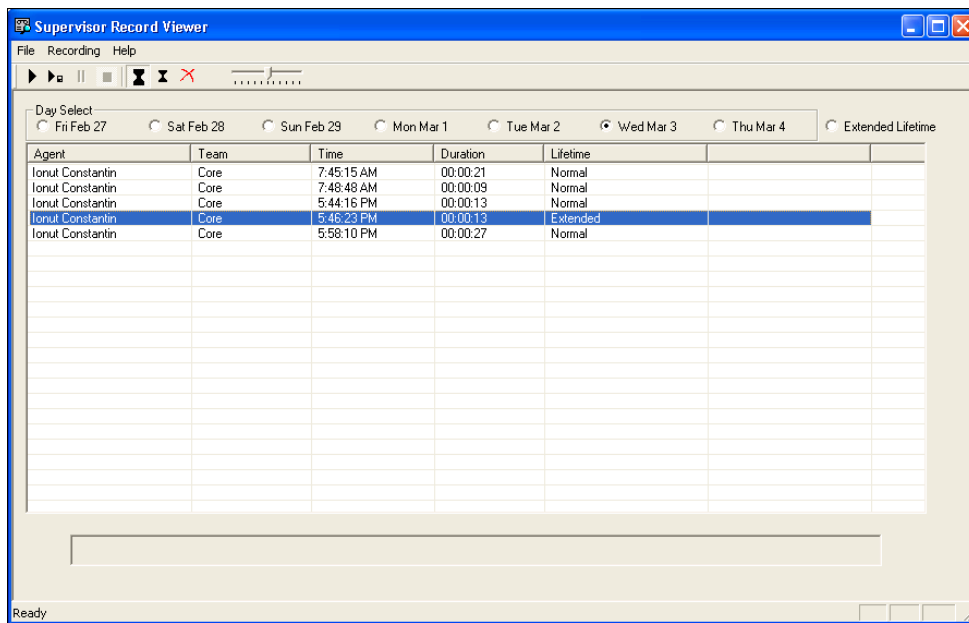 Supervisor Record Viewer
File Recording Help
Day Select
Fri Feb 27 Sat Feb 28 Sun Feb 29 Mon Mar 1 Tue Mar 2 Wed Mar 3 Thu Mar 4 Extended Lifetime
Agent Team Time Duration Lifetime
Ionut Constantin Core 7:45:15 AM 00:00:21 Normal
Ionut Constantin Core 7:48:48 AM 00:00:09 Normal
Ionut Constantin Core 5:44:16 PM 00:00:13 Normal
Ionut Constantin Core 5:46:23 PM 00:00:13 Extended
Ionut Constantin Core 5:58:10 PM 00:00:27 Normal
Ready